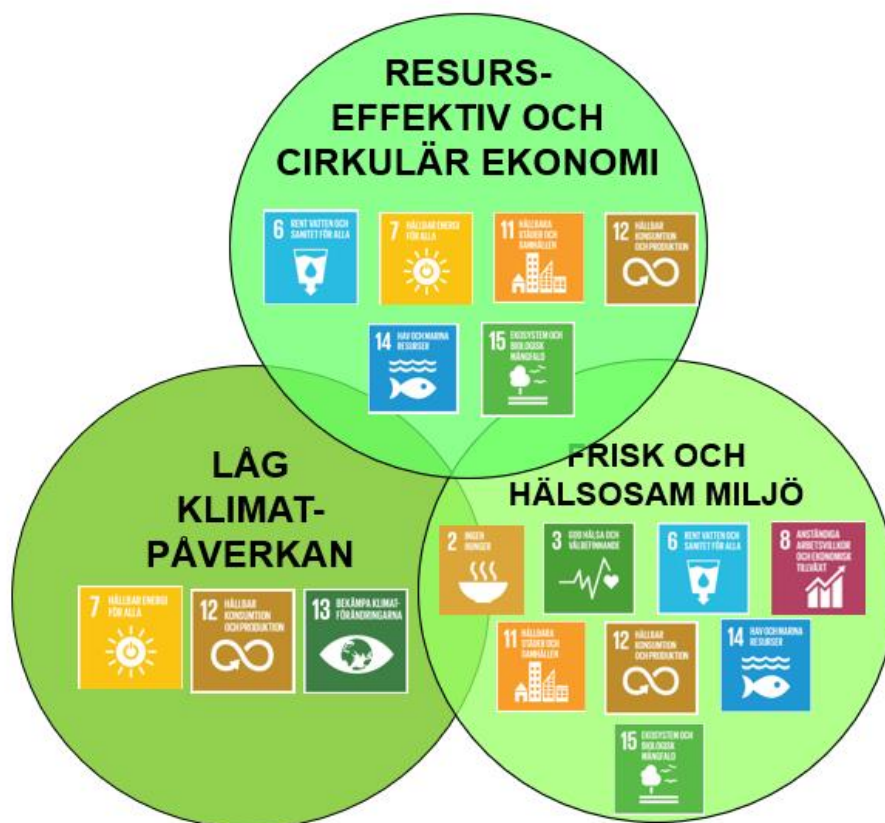 RESURS-
EFFEKTIV OCH
CIRKULÄR EKONOMI
6 RENT VATTEN OCH
SANITET FÖR ALLA
7 HÅLLBAR ENERGI
FÖR ALLA
11 HÅLLBARA
STÄDER OCH
SAMHÄLLEN
12 HÅLLBAR
KONSUMTION
OCH PRODUKTION
14 HAV OCH MARINA
RESURSER
15 EKOSYSTEM OCH
BIOLOGISK
MÅNGFALD
LÅG
KLIMAT-
PÅVERKAN
7 HÅLLBAR ENERGI
FÖR ALLA
12 HÅLLBAR
KONSUMTION
OCH PRODUKTION
13 BEKÄMPA KLIMAT-
FÖRÄNDRINGARNA
FRISK OCH
HÄLSOSAM MILJÖ
2 INGEN
HUNGER
3 GOD HÄLSA OCH
VÄLBEFINNANDE
6 RENT VATTEN OCH
SANITET FÖR ALLA
8 ANSTÄNDIGA
ARBETSVILLKOR
OCH EKONOMISK
TILLVÄXT
11 HÅLLBARA
STÄDER OCH
SAMHÄLLEN
12 HÅLLBAR
KONSUMTION
OCH PRODUKTION
14 HAV OCH MARINA
RESURSER
15 EKOSYSTEM OCH
BIOLOGISK
MÅNGFALD